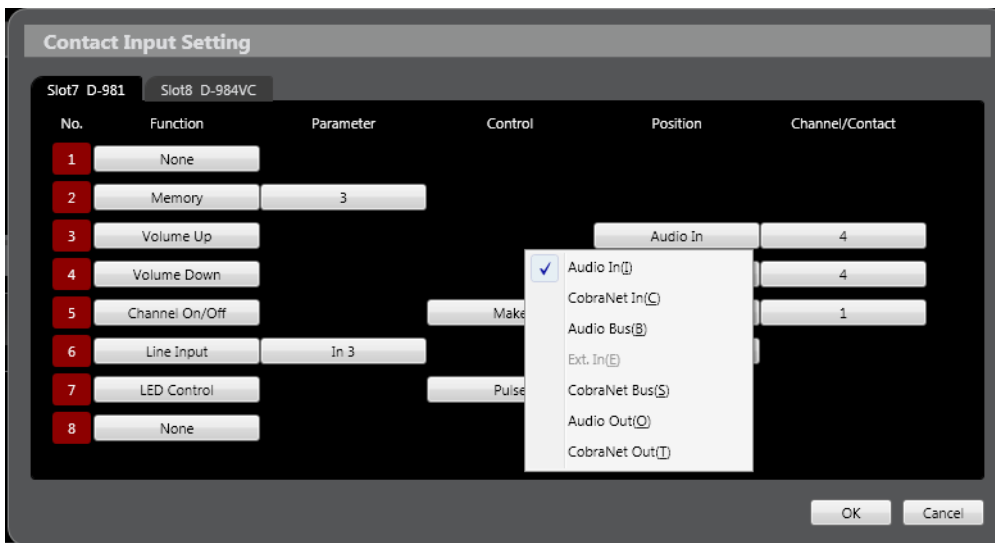 Contact Input Setting
Slot7 D-981 Slot8 D-984VC
No. Function Parameter Control Position Channel/Contact
1 None
2 Memory 3
3 Volume Up Audio In 4
4 Volume Down 4
5 Channel On/Off Make 1
6 Line Input In 3
7 LED Control Pulse
8 None
Audio In(I)
CobraNet In(C)
Audio Bus(B)
Ext. In(E)
CobraNet Bus(S)
Audio Out(O)
CobraNet Out(T)
OK Cancel